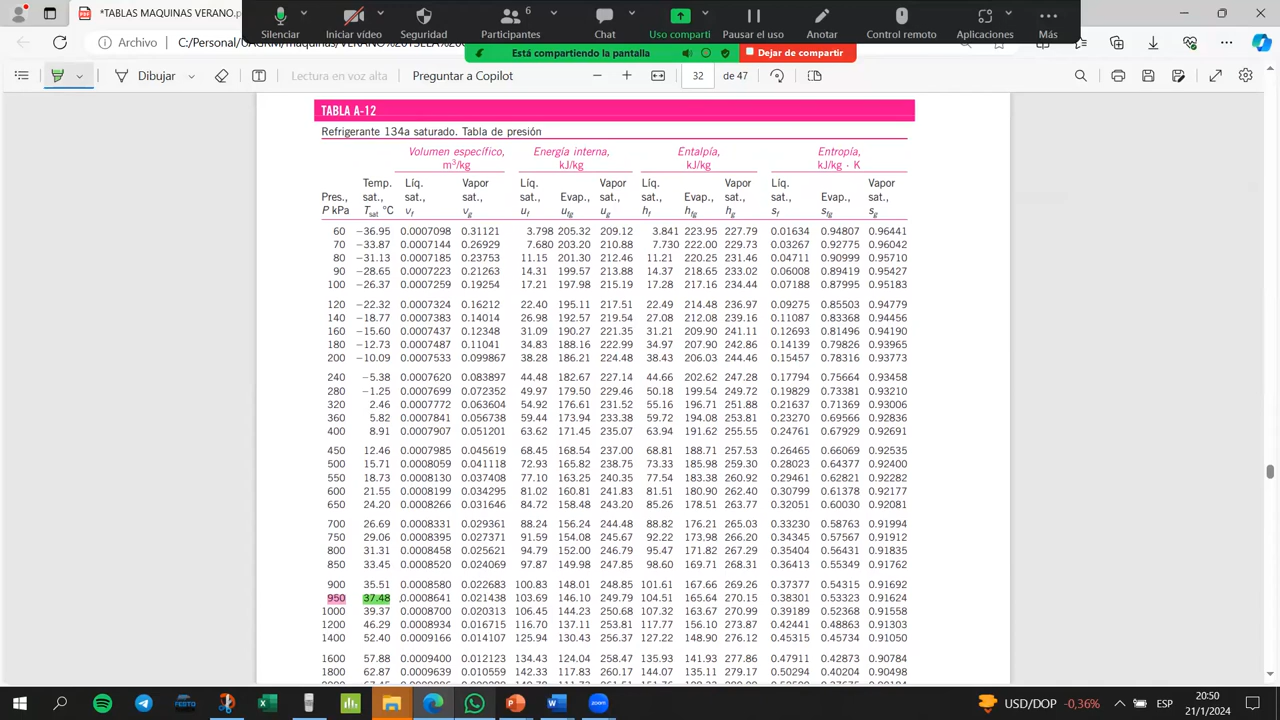 *TABLAS MAQUINAS VERANO.
Silenciar
Iniciar vídeo
Seguridad
6
Participantes
Chat
Uso comparti
Pausar el uso
Anotar
Control remoto
Aplicaciones
Más
Archivo
Está compartiendo la pantalla
Dejar de compartir
Dibujar
Lectura en voz alta
Preguntar a Copilot
32
de 47
TABLA A-12
Refrigerante 134a saturado. Tabla de presión
Volumen específico, Energía interna, Entalpía, Entropía,
m³/kg kJ/kg kJ/kg kJ/kg · K
Temp. Líq. Vapor Líq. Vapor Líq. Vapor Líq. Vapor
Pres., sat., sat., sat., sat., Evap., sat., sat., Evap., sat., sat., Evap., sat.,
P kPa Tsat °C vf vg uf ufg ug hf hfg hg sf sfg sg
60 −36.95 0.0007098 0.31121 3.798 205.32 209.12 3.841 223.95 227.79 0.01634 0.94807 0.96441
70 −33.87 0.0007144 0.26929 7.680 203.20 210.88 7.730 222.00 229.73 0.03267 0.92775 0.96042
80 −31.13 0.0007185 0.23753 11.15 201.30 212.46 11.21 220.25 231.46 0.04711 0.90999 0.95710
90 −28.65 0.0007223 0.21263 14.31 199.57 213.88 14.37 218.65 233.02 0.06008 0.89419 0.95427
100 −26.37 0.0007259 0.19254 17.21 197.98 215.19 17.28 217.16 234.44 0.07188 0.87995 0.95183
120 −22.32 0.0007324 0.16212 22.40 195.11 217.51 22.49 214.48 236.97 0.09275 0.85503 0.94779
140 −18.77 0.0007383 0.14014 26.98 192.57 219.54 27.08 212.08 239.16 0.11087 0.83368 0.94456
160 −15.60 0.0007437 0.12348 31.09 190.27 221.35 31.21 209.90 241.11 0.12693 0.81496 0.94190
180 −12.73 0.0007487 0.11041 34.83 188.16 222.99 34.97 207.90 242.86 0.14139 0.79826 0.93965
200 −10.09 0.0007533 0.099867 38.28 186.21 224.48 38.43 206.03 244.46 0.15457 0.78316 0.93773
240 −5.38 0.0007620 0.083897 44.48 182.67 227.14 44.66 202.62 247.28 0.17794 0.75664 0.93458
280 −1.25 0.0007699 0.072352 49.97 179.50 229.46 50.18 199.54 249.72 0.19829 0.73381 0.93210
320 2.46 0.0007772 0.063604 54.92 176.61 231.52 55.16 196.71 251.88 0.21637 0.71369 0.93006
360 5.82 0.0007841 0.056738 59.44 173.94 233.38 59.72 194.08 253.81 0.23270 0.69566 0.92836
400 8.91 0.0007907 0.051201 63.62 171.45 235.07 63.94 191.62 255.55 0.24761 0.67929 0.92691
450 12.46 0.0007985 0.045619 68.45 168.54 237.00 68.81 188.71 257.53 0.26465 0.66069 0.92535
500 15.71 0.0008059 0.041118 72.93 165.82 238.75 73.33 185.98 259.30 0.28023 0.64377 0.92400
550 18.73 0.0008130 0.037408 77.10 163.25 240.35 77.54 183.38 260.92 0.29461 0.62821 0.92282
600 21.55 0.0008199 0.034295 81.02 160.81 241.83 81.51 180.90 262.40 0.30799 0.61378 0.92177
650 24.20 0.0008266 0.031646 84.72 158.48 243.20 85.26 178.51 263.77 0.32051 0.60030 0.92081
700 26.69 0.0008331 0.029361 88.24 156.24 244.48 88.82 176.21 265.03 0.33230 0.58763 0.91994
750 29.06 0.0008395 0.027371 91.59 154.08 245.67 92.22 173.98 266.20 0.34345 0.57567 0.91912
800 31.31 0.0008458 0.025621 94.79 152.00 246.79 95.47 171.82 267.29 0.35404 0.56431 0.91835
850 33.45 0.0008520 0.024069 97.87 149.98 247.85 98.60 169.71 268.31 0.36413 0.55349 0.91762
900 35.51 0.0008580 0.022683 100.83 148.01 248.85 101.61 167.66 269.26 0.37377 0.54315 0.91692
950 37.48 0.0008641 0.021438 103.69 146.10 249.79 104.51 165.64 270.15 0.38301 0.53323 0.91624
1000 39.37 0.0008700 0.020313 106.45 144.23 250.68 107.32 163.67 270.99 0.39189 0.52368 0.91558
1200 46.29 0.0008934 0.016715 116.70 137.11 253.81 117.77 156.10 273.87 0.42441 0.48863 0.91303
1400 52.40 0.0009166 0.014107 125.94 130.43 256.37 127.22 148.90 276.12 0.45315 0.45734 0.91050
1600 57.88 0.0009400 0.012123 134.43 124.04 258.47 135.93 141.93 277.86 0.47911 0.42873 0.90784
1800 62.87 0.0009639 0.010559 142.33 117.83 260.17 144.07 135.11 279.17 0.50294 0.40204 0.90498
USD/DOP -0,36%
ESP
20:50
21/1/2024